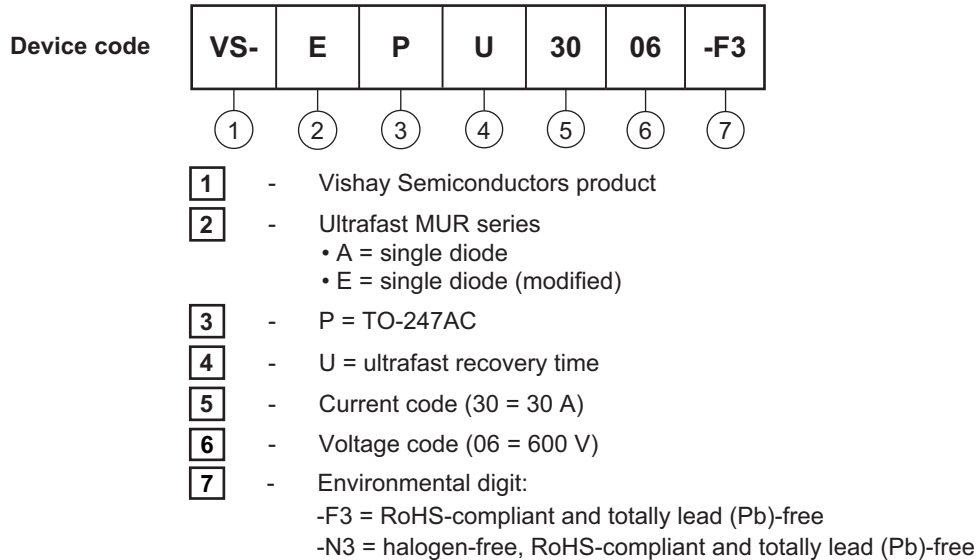 Device code VS- E P U 30 06 -F3
1 2 3 4 5 6 7
1 - Vishay Semiconductors product
2 - Ultrafast MUR series
• A = single diode
• E = single diode (modified)
3 - P = TO-247AC
4 - U = ultrafast recovery time
5 - Current code (30 = 30 A)
6 - Voltage code (06 = 600 V)
7 - Environmental digit:
-F3 = RoHS-compliant and totally lead (Pb)-free
-N3 = halogen-free, RoHS-compliant and totally lead (Pb)-free